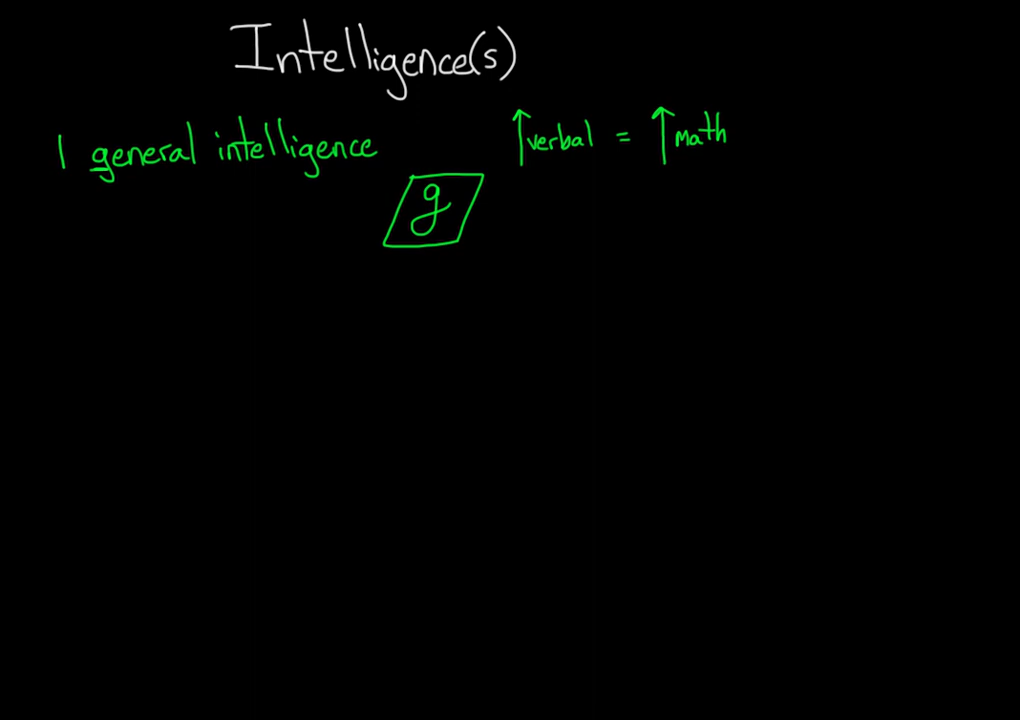 Intelligence(s)
1 general intelligence ↑verbal = ↑math
g